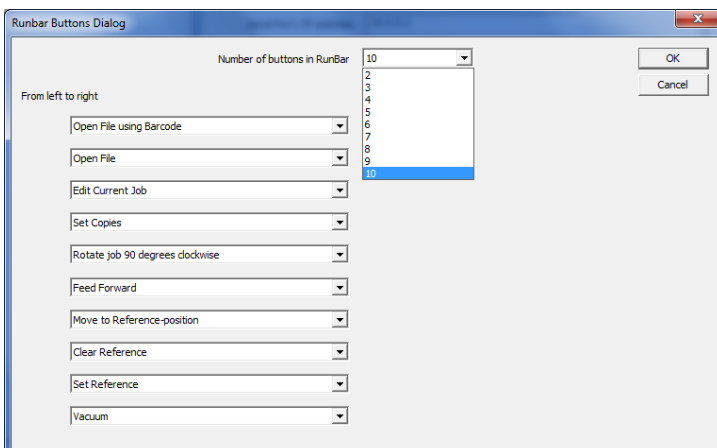 Runbar Buttons Dialog
Number of buttons in RunBar
10
OK
2
3
4
5
6
7
8
9
10
Cancel
From left to right
Open File using Barcode
Open File
Edit Current Job
Set Copies
Rotate job 90 degrees clockwise
Feed Forward
Move to Reference-position
Clear Reference
Set Reference
Vacuum